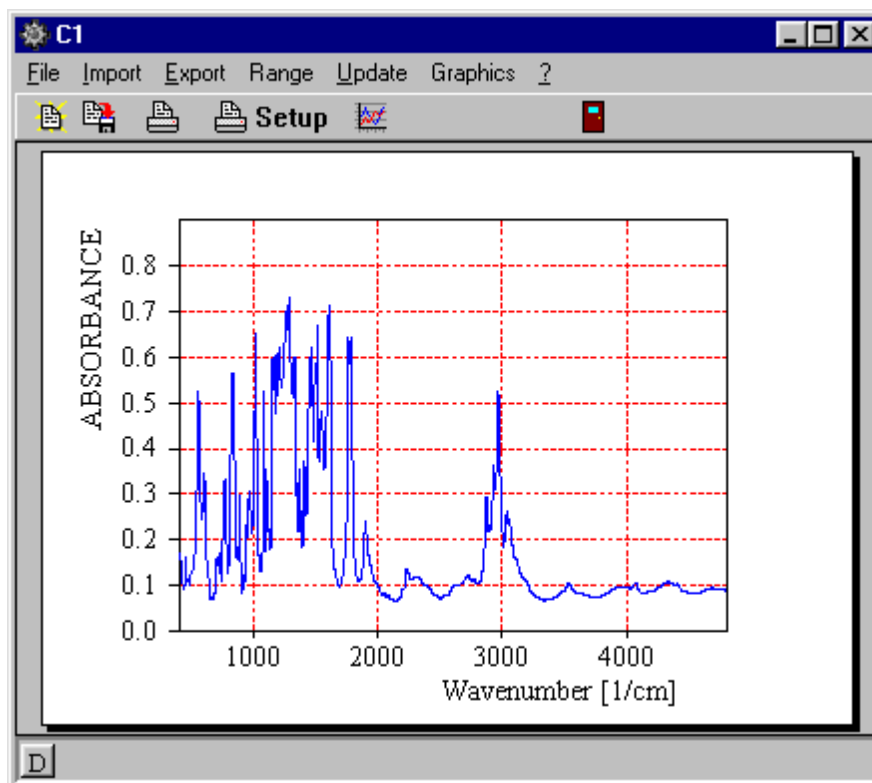 C1
File Import Export Range Update Graphics ?
Setup
ABSORBANCE
0.8
0.7
0.6
0.5
0.4
0.3
0.2
0.1
0.0
1000 2000 3000 4000
Wavenumber [1/cm]
D